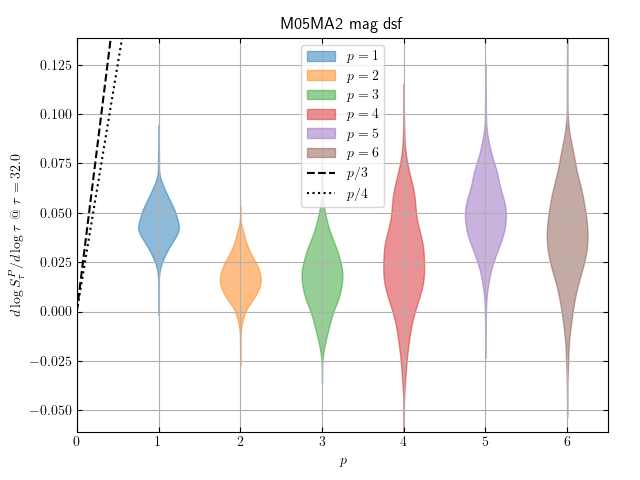 M05MA2 mag dsf
d log S_τ^P / d log τ @ τ = 32.0
0.125
0.100
0.075
0.050
0.025
0.000
−0.025
−0.050
p = 1
p = 2
p = 3
p = 4
p = 5
p = 6
p/3
p/4
0 1 2 3 4 5 6
p